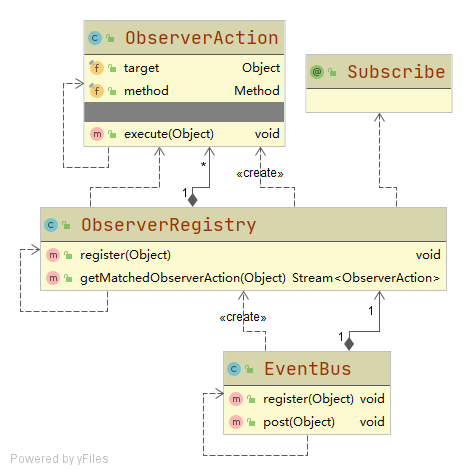 ObserverAction
target Object
method Method
execute(Object) void
Subscribe
«create»
*
1
ObserverRegistry
register(Object) void
getMatchedObserverAction(Object) Stream<ObserverAction>
«create»
1
1
EventBus
register(Object) void
post(Object) void
Powered by yFiles